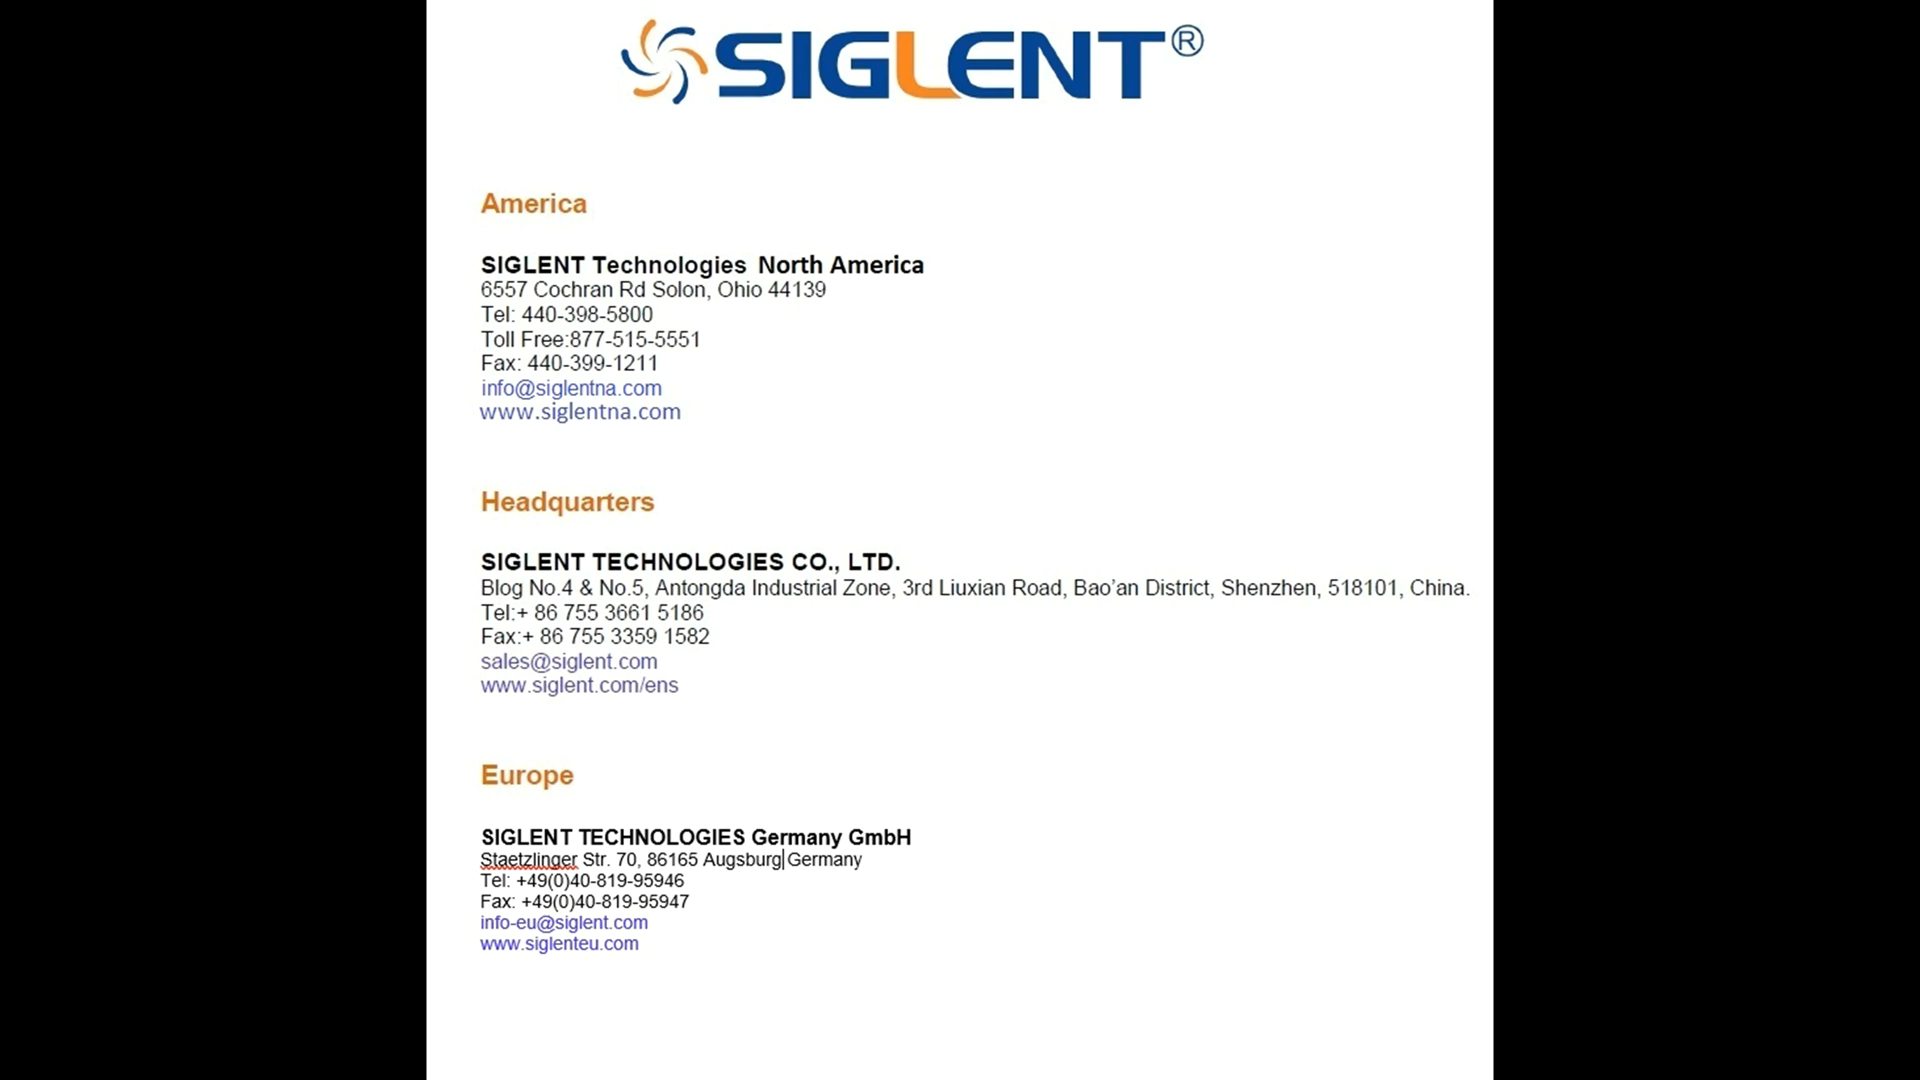 SIGLENT®
America
SIGLENT Technologies North America
6557 Cochran Rd Solon, Ohio 44139
Tel: 440-398-5800
Toll Free:877-515-5551
Fax: 440-399-1211
info@siglentna.com
www.siglentna.com
Headquarters
SIGLENT TECHNOLOGIES CO., LTD.
Blog No.4 & No.5, Antongda Industrial Zone, 3rd Liuxian Road, Bao’an District, Shenzhen, 518101, China.
Tel:+ 86 755 3661 5186
Fax:+ 86 755 3359 1582
sales@siglent.com
www.siglent.com/ens
Europe
SIGLENT TECHNOLOGIES Germany GmbH
Staetzlinger Str. 70, 86165 Augsburg Germany
Tel: +49(0)40-819-95946
Fax: +49(0)40-819-95947
info-eu@siglent.com
www.siglenteu.com